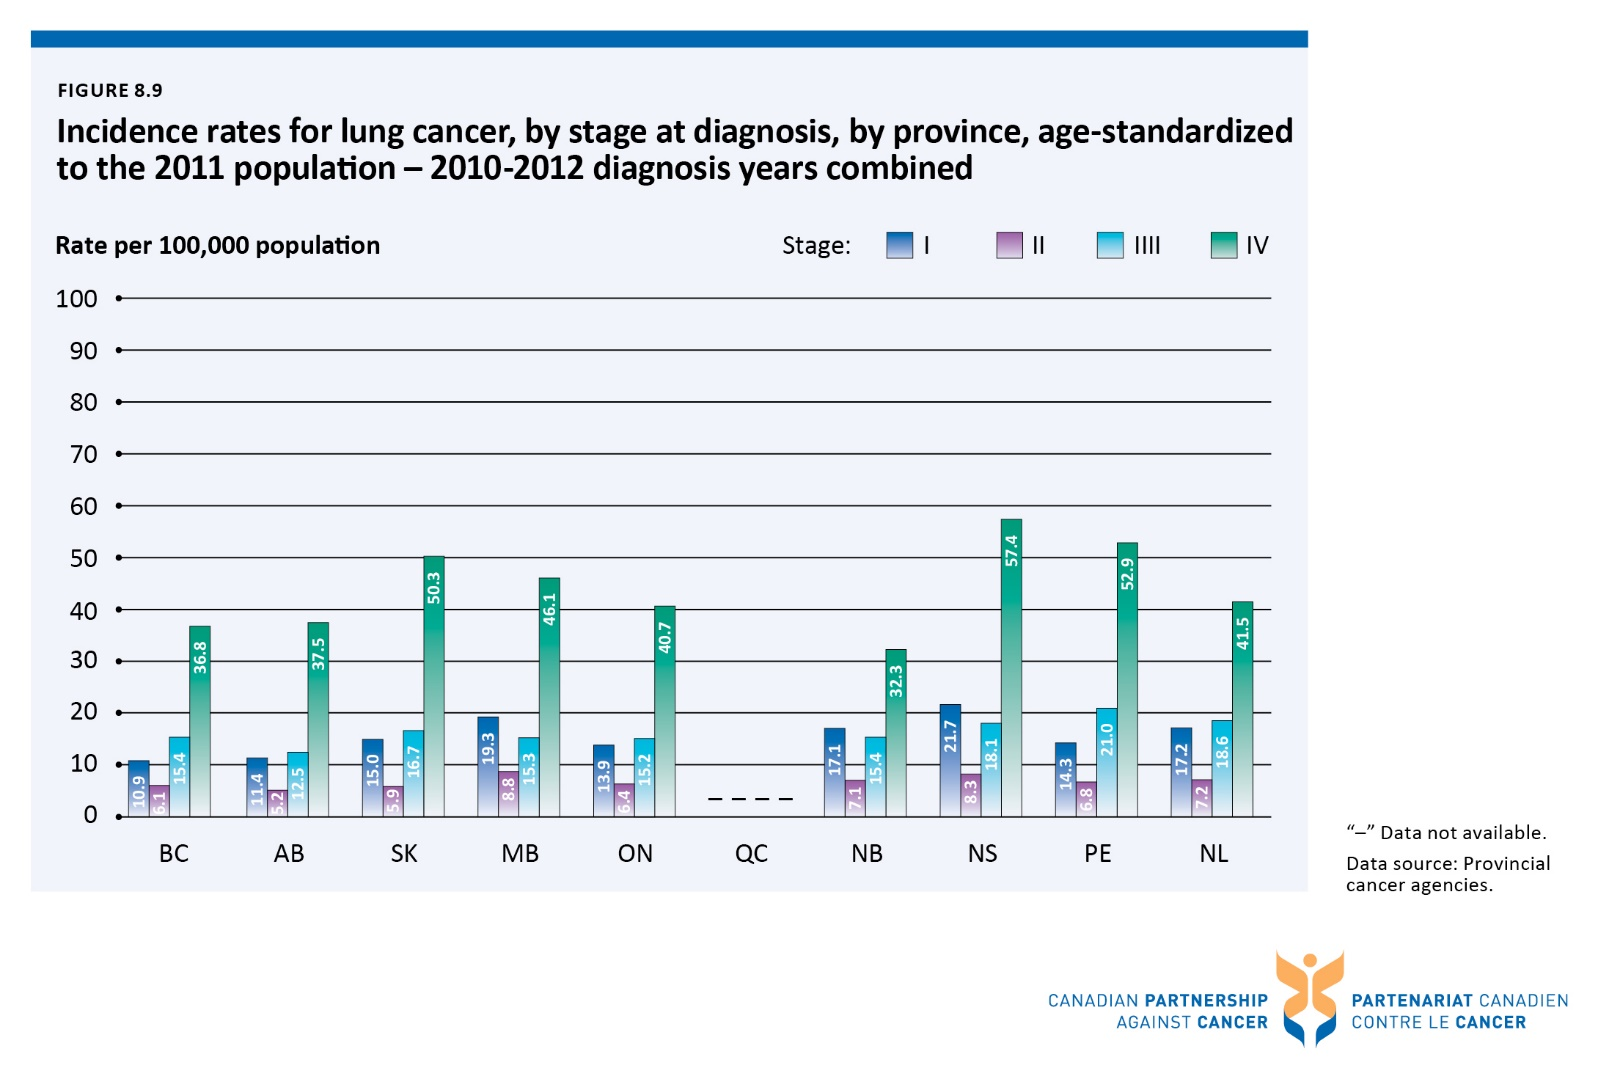 FIGURE 8.9
Incidence rates for lung cancer, by stage at diagnosis, by province, age-standardized
to the 2011 population – 2010-2012 diagnosis years combined
Rate per 100,000 population
Stage: I II IIII IV
100
90
80
70
60
50
40
30
20
10
0
10.9 6.1 15.4 36.8
11.4 5.2 12.5 37.5
15.0 5.9 16.7 50.3
19.3 8.8 15.3 46.1
13.9 6.4 15.2 40.7
– – – –
17.1 7.1 15.4 32.3
21.7 8.3 18.1 57.4
14.3 6.8 21.0 52.9
17.2 7.2 18.6 41.5
BC AB SK MB ON QC NB NS PE NL
“–” Data not available.
Data source: Provincial
cancer agencies.
CANADIAN PARTNERSHIP
AGAINST CANCER
PARTENARIAT CANADIEN
CONTRE LE CANCER